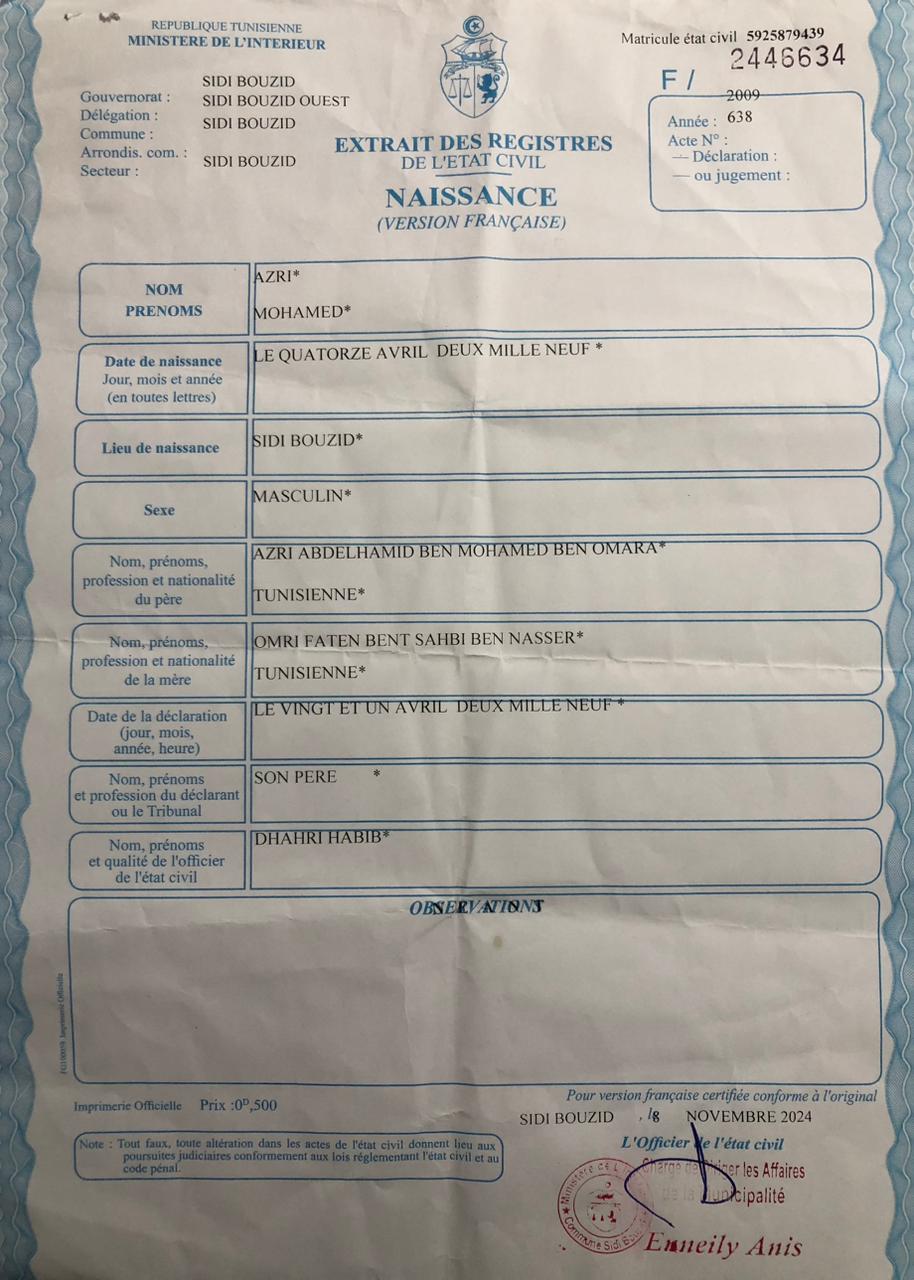 REPUBLIQUE TUNISIENNE
MINISTERE DE L'INTERIEUR
Matricule état civil 5925879439
2446634
F /
Gouvernorat : SIDI BOUZID
Délégation : SIDI BOUZID OUEST
Commune : SIDI BOUZID
Arrondis. com. :
Secteur : SIDI BOUZID
2009
Année : 638
Acte N° :
— Déclaration :
— ou jugement :
EXTRAIT DES REGISTRES
DE L'ETAT CIVIL
NAISSANCE
(VERSION FRANÇAISE)
NOM
PRENOMS
AZRI*
MOHAMED*
Date de naissance
Jour, mois et année
(en toutes lettres)
LE QUATORZE AVRIL DEUX MILLE NEUF *
Lieu de naissance
SIDI BOUZID*
Sexe
MASCULIN*
Nom, prénoms,
profession et nationalité
du père
AZRI ABDELHAMID BEN MOHAMED BEN OMARA*
TUNISIENNE*
Nom, prénoms,
profession et nationalité
de la mère
OMRI FATEN BENT SAHBI BEN NASSER*
TUNISIENNE*
Date de la déclaration
(jour, mois,
année, heure)
LE VINGT ET UN AVRIL DEUX MILLE NEUF *
Nom, prénoms
et profession du déclarant
ou le Tribunal
SON PERE *
Nom, prénoms
et qualité de l'officier
de l'état civil
DHAHRI HABIB*
OBSERVATIONS
Imprimerie Officielle Prix :0ᴰ,500
Pour version française certifiée conforme à l'original
SIDI BOUZID , 18 NOVEMBRE 2024
L'Officier de l'état civil
Note : Tout faux, toute altération dans les actes de l'état civil donnent lieu aux
poursuites judiciaires conformement aux lois réglementant l'état civil et au
code pénal.
Chargé de Diriger les Affaires
de la Municipalité
Enneily Anis